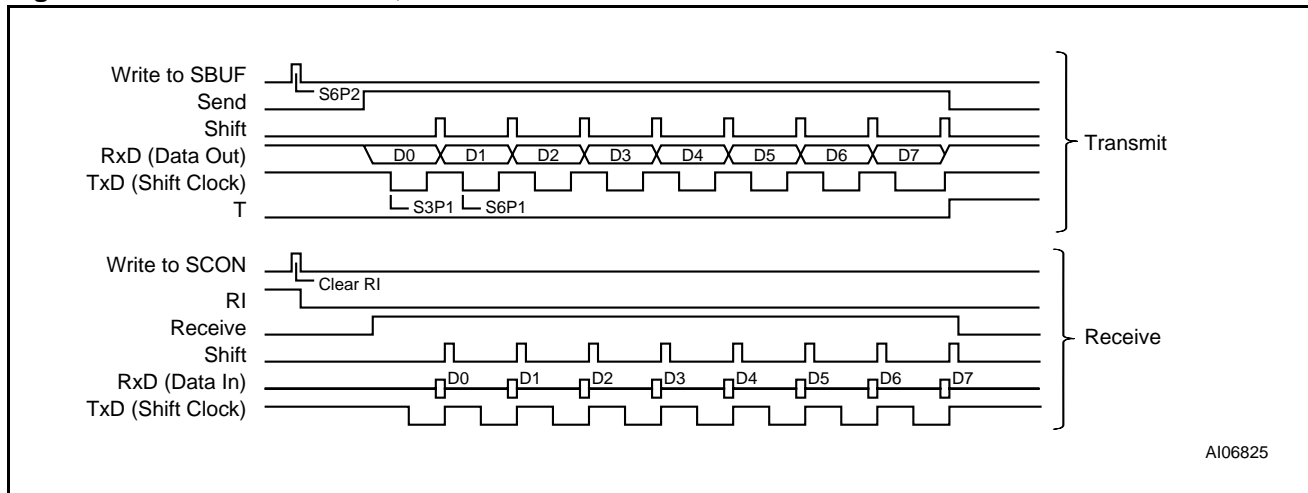 Write to SBUF
S6P2
Send
Shift
RxD (Data Out) D0 D1 D2 D3 D4 D5 D6 D7
TxD (Shift Clock)
S3P1 S6P1
T
Transmit
Write to SCON
Clear RI
RI
Receive
Shift
RxD (Data In) D0 D1 D2 D3 D4 D5 D6 D7
TxD (Shift Clock)
Receive
AI06825